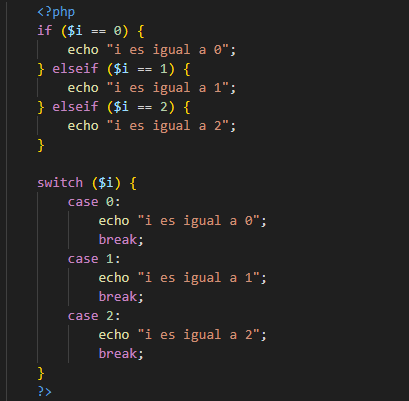 <?php
if ($i == 0) {
    echo "i es igual a 0";
} elseif ($i == 1) {
    echo "i es igual a 1";
} elseif ($i == 2) {
    echo "i es igual a 2";
}

switch ($i) {
    case 0:
        echo "i es igual a 0";
        break;
    case 1:
        echo "i es igual a 1";
        break;
    case 2:
        echo "i es igual a 2";
        break;
}
?>